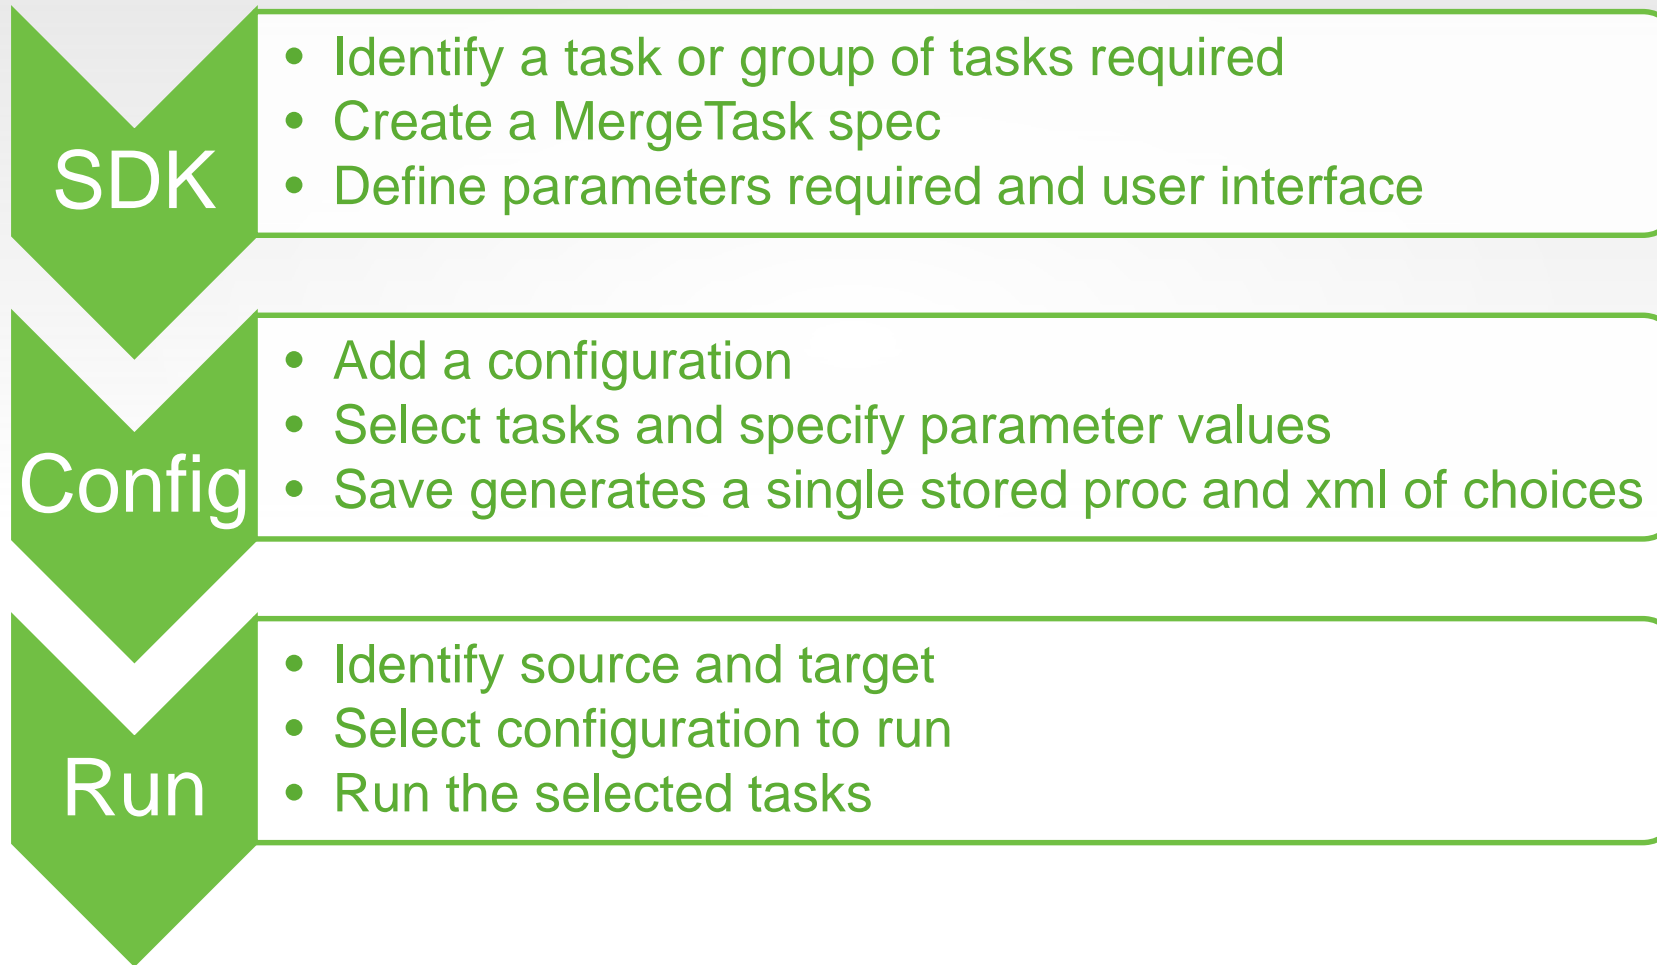 SDK
• Identify a task or group of tasks required
• Create a MergeTask spec
• Define parameters required and user interface
Config
• Add a configuration
• Select tasks and specify parameter values
• Save generates a single stored proc and xml of choices
Run
• Identify source and target
• Select configuration to run
• Run the selected tasks